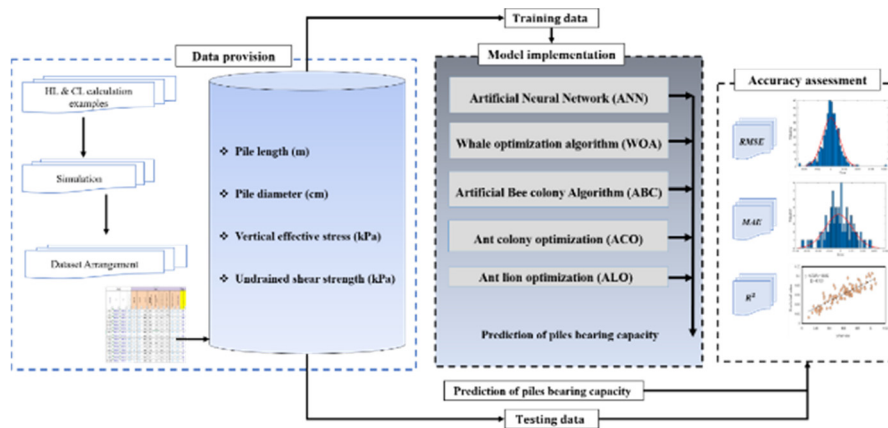 Training data
Data provision
HL & CL calculation
examples
Simulation
Dataset Arrangement
❖ Pile length (m)
❖ Pile diameter (cm)
❖ Vertical effective stress (kPa)
❖ Undrained shear strength (kPa)
Model implementation
Artificial Neural Network (ANN)
Whale optimization algorithm (WOA)
Artificial Bee colony Algorithm (ABC)
Ant colony optimization (ACO)
Ant lion optimization (ALO)
Prediction of piles bearing capacity
Accuracy assessment
RMSE
MAE
R²
Prediction of piles bearing capacity
Testing data